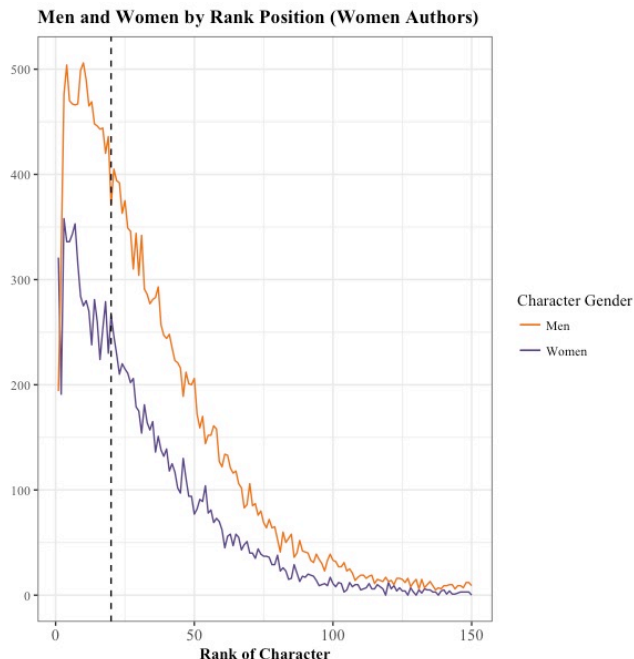 Men and Women by Rank Position (Women Authors)
500
400
300
200
100
0
0 50 100 150
Rank of Character
Character Gender
Men
Women